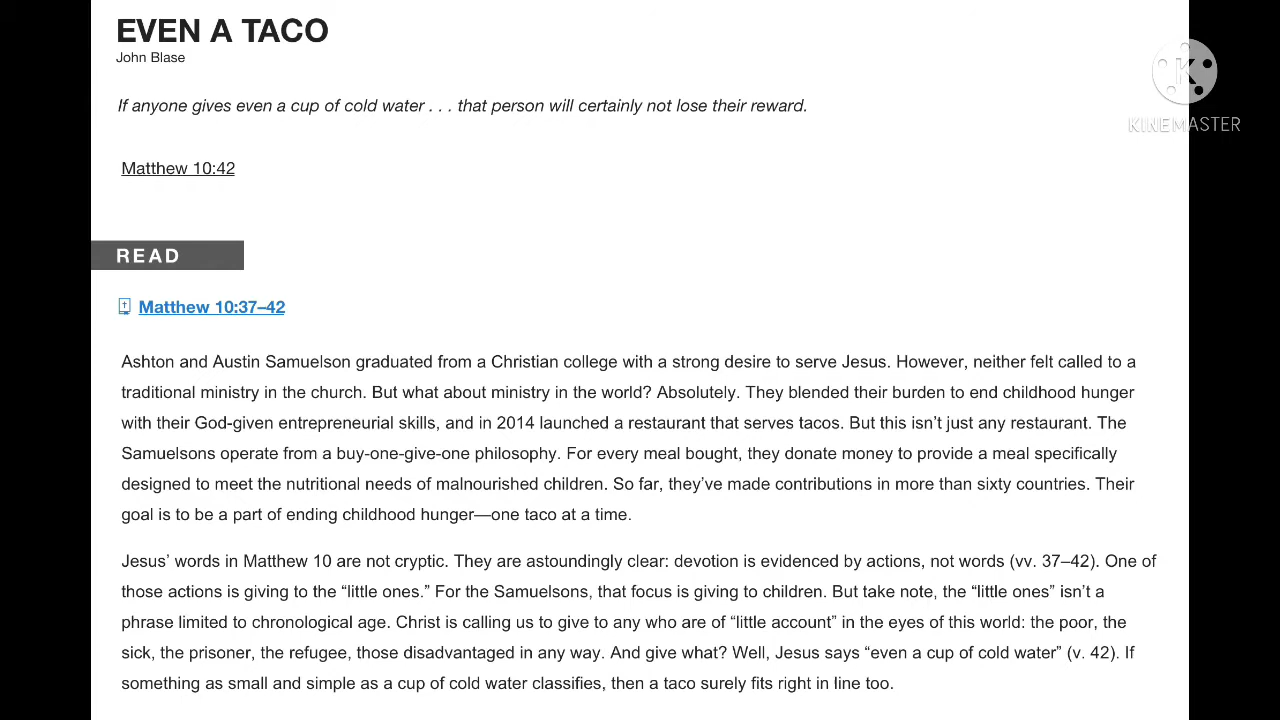 EVEN A TACO
John Blase
If anyone gives even a cup of cold water . . . that person will certainly not lose their reward.
KINEMASTER
Matthew 10:42
READ
Matthew 10:37–42
Ashton and Austin Samuelson graduated from a Christian college with a strong desire to serve Jesus. However, neither felt called to a
traditional ministry in the church. But what about ministry in the world? Absolutely. They blended their burden to end childhood hunger
with their God-given entrepreneurial skills, and in 2014 launched a restaurant that serves tacos. But this isn’t just any restaurant. The
Samuelsons operate from a buy-one-give-one philosophy. For every meal bought, they donate money to provide a meal specifically
designed to meet the nutritional needs of malnourished children. So far, they’ve made contributions in more than sixty countries. Their
goal is to be a part of ending childhood hunger—one taco at a time.
Jesus’ words in Matthew 10 are not cryptic. They are astoundingly clear: devotion is evidenced by actions, not words (vv. 37–42). One of
those actions is giving to the “little ones.” For the Samuelsons, that focus is giving to children. But take note, the “little ones” isn’t a
phrase limited to chronological age. Christ is calling us to give to any who are of “little account” in the eyes of this world: the poor, the
sick, the prisoner, the refugee, those disadvantaged in any way. And give what? Well, Jesus says “even a cup of cold water” (v. 42). If
something as small and simple as a cup of cold water classifies, then a taco surely fits right in line too.